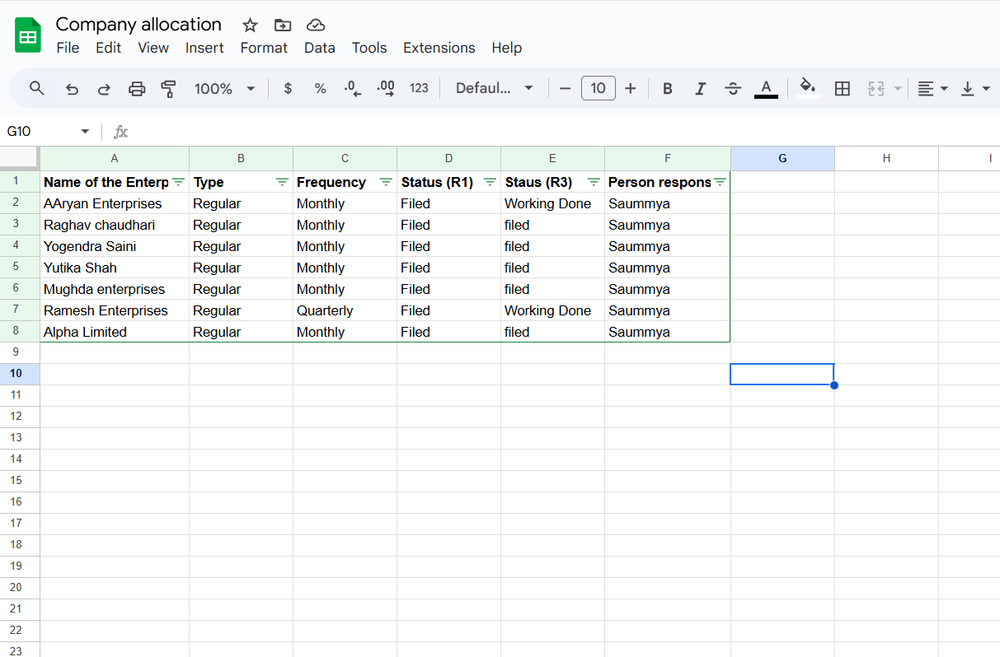 Company allocation
File Edit View Insert Format Data Tools Extensions Help
100% $ % .0 .00 123 Defaul... 10 B I S A
G10 fx
A B C D E F G H I
1 Name of the Enterp Type Frequency Status (R1) Staus (R3) Person respons
2 AAryan Enterprises Regular Monthly Filed Working Done Saummya
3 Raghav chaudhari Regular Monthly Filed filed Saummya
4 Yogendra Saini Regular Monthly Filed filed Saummya
5 Yutika Shah Regular Monthly Filed filed Saummya
6 Mughda enterprises Regular Monthly Filed filed Saummya
7 Ramesh Enterprises Regular Quarterly Filed Working Done Saummya
8 Alpha Limited Regular Monthly Filed filed Saummya
9
10
11
12
13
14
15
16
17
18
19
20
21
22
23